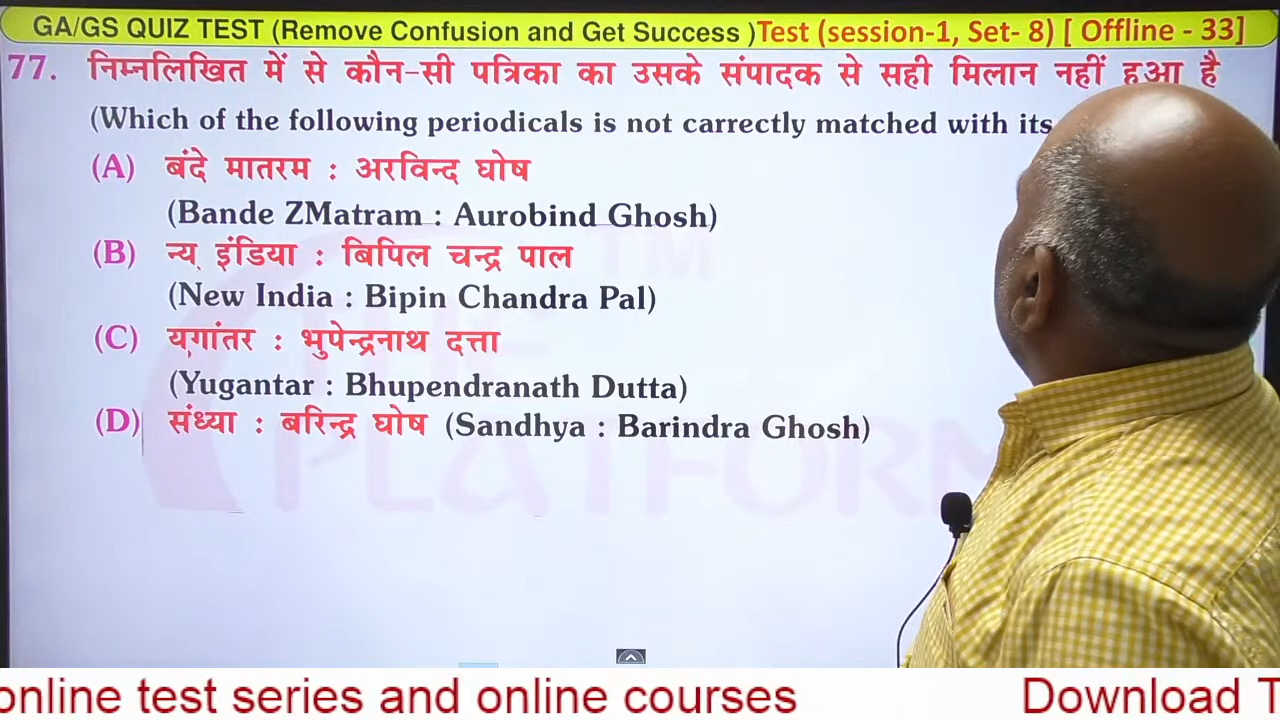 GA/GS QUIZ TEST (Remove Confusion and Get Success )Test (session-1, Set- 8) [ Offline - 33]
77. निम्नलिखित में से कौन-सी पत्रिका का उसके संपादक से सही मिलान नहीं हुआ है
(Which of the following periodicals is not carrectly matched with its
(A) बंदे मातरम : अरविन्द घोष
(Bande ZMatram : Aurobind Ghosh)
(B) न्यू इंडिया : बिपिल चन्द्र पाल
(New India : Bipin Chandra Pal)
(C) युगांतर : भुपेन्द्रनाथ दत्ता
(Yugantar : Bhupendranath Dutta)
(D) संध्या : बरिन्द्र घोष (Sandhya : Barindra Ghosh)
TM
THE
PLATFORM
online test series and online courses Download T